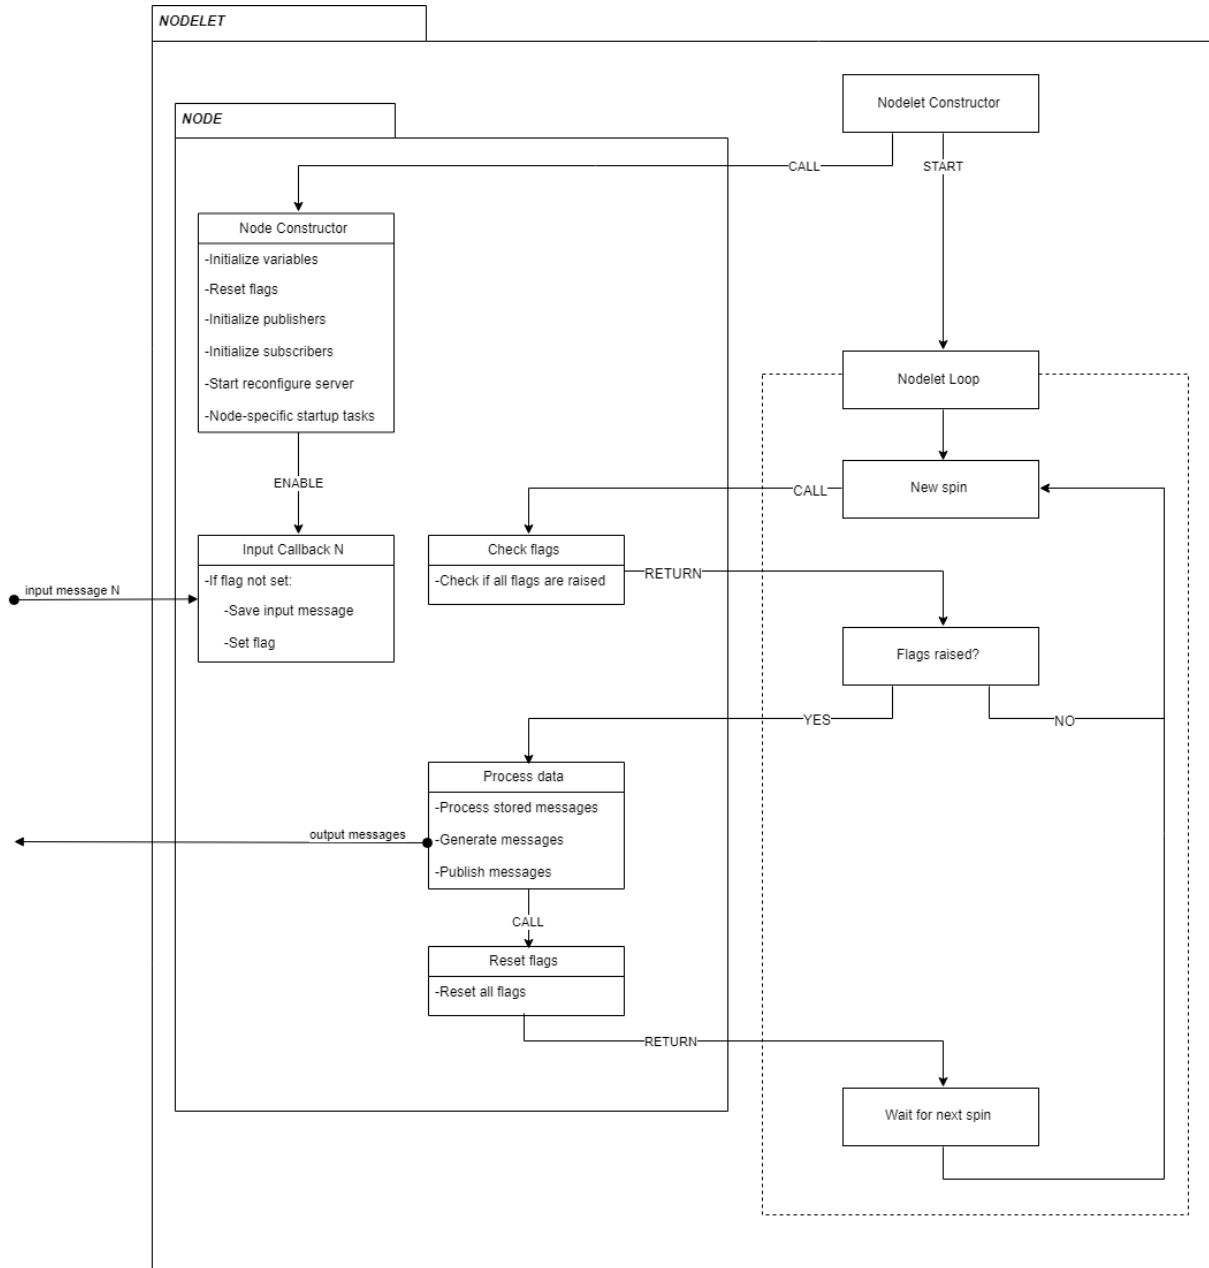 NODELET
Nodelet Constructor
NODE
CALL
START
Node Constructor
-Initialize variables
-Reset flags
-Initialize publishers
-Initialize subscribers
-Start reconfigure server
-Node-specific startup tasks
Nodelet Loop
ENABLE
CALL
New spin
Input Callback N
-If flag not set:
-Save input message
-Set flag
input message N
Check flags
-Check if all flags are raised
RETURN
Flags raised?
YES
NO
Process data
-Process stored messages
-Generate messages
-Publish messages
output messages
CALL
Reset flags
-Reset all flags
RETURN
Wait for next spin